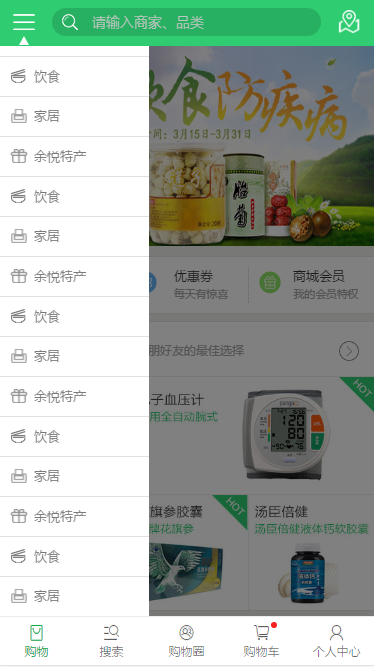 请输入商家、品类
饮食
家居
余悦特产
饮食
家居
余悦特产
饮食
家居
余悦特产
饮食
家居
余悦特产
饮食
家居
饮食防疾病
时间：3月15日-3月31日
优惠券
每天有惊喜
商城会员
我的会员特权
朋好友的最佳选择
HOT
子血压计
用全自动腕式
HOT
旗参胶囊
牌花旗参
汤臣倍健
汤臣倍健液体钙软胶囊
购物
搜索
购物圈
购物车
个人中心